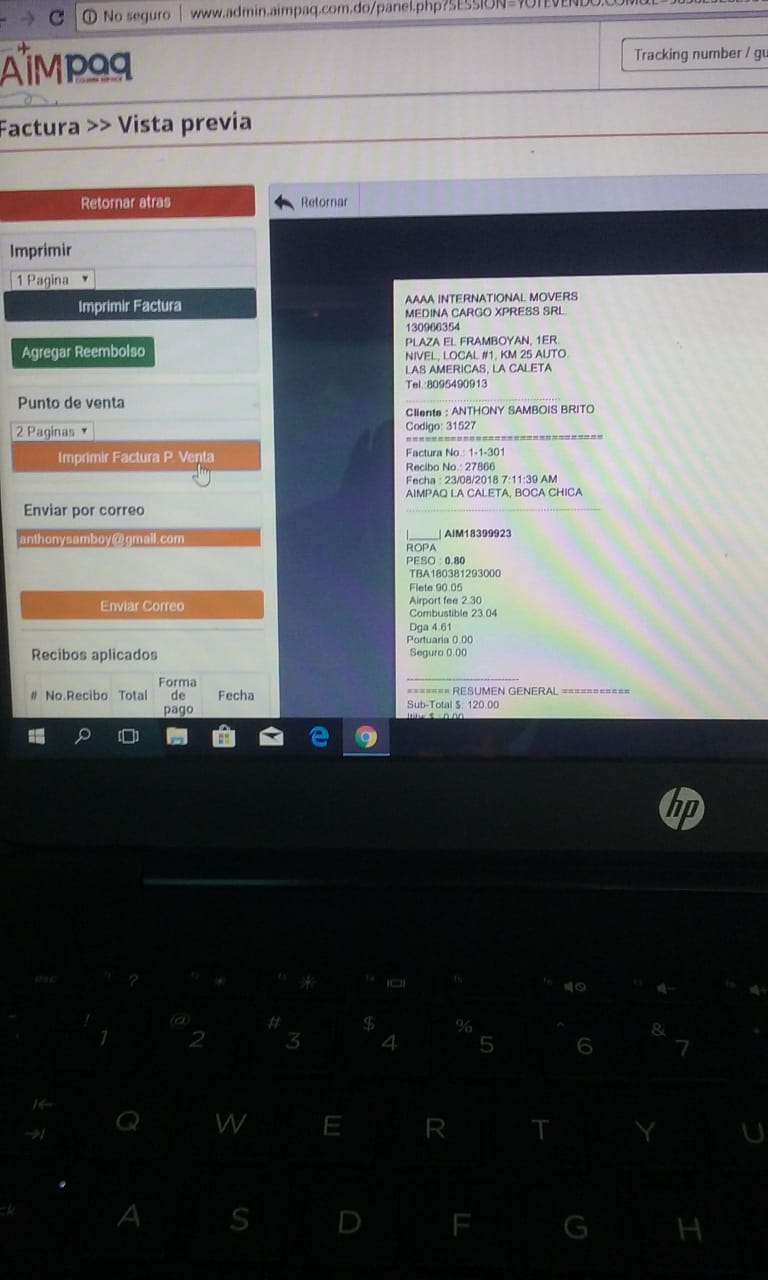 No seguro
www.admin.aimpaq.com.do/panel.php?
AIMpaq
Tracking number / gu
Factura >> Vista previa
Retornar atras
Retornar
Imprimir
1 Pagina
Imprimir Factura
Agregar Reembolso
Punto de venta
2 Paginas
Imprimir Factura P. Venta
Enviar por correo
anthonysamboy@gmail.com
Enviar Correo
Recibos aplicados
# No.Recibo Total Forma de pago Fecha
AAAA INTERNATIONAL MOVERS
MEDINA CARGO XPRESS SRL.
130966354
PLAZA EL FRAMBOYAN, 1ER.
NIVEL, LOCAL #1, KM 25 AUTO.
LAS AMERICAS, LA CALETA
Tel.:8095490913
Cliente : ANTHONY SAMBOIS BRITO
Codigo: 31527
Factura No.: 1-1-301
Recibo No.: 27866
Fecha : 23/08/2018 7:11:39 AM
AIMPAQ LA CALETA, BOCA CHICA
|_____| AIM18399923
ROPA
PESO : 0.80
TBA180381293000
Flete 90.05
Airport fee 2.30
Combustible 23.04
Dga 4.61
Portuaria 0.00
Seguro 0.00
======= RESUMEN GENERAL ===========
Sub-Total $: 120.00
hp
esc ?
! 1 @ 2 # 3 $ 4 % 5 ^ 6 & 7
Q W E R T Y U
A S D F G H